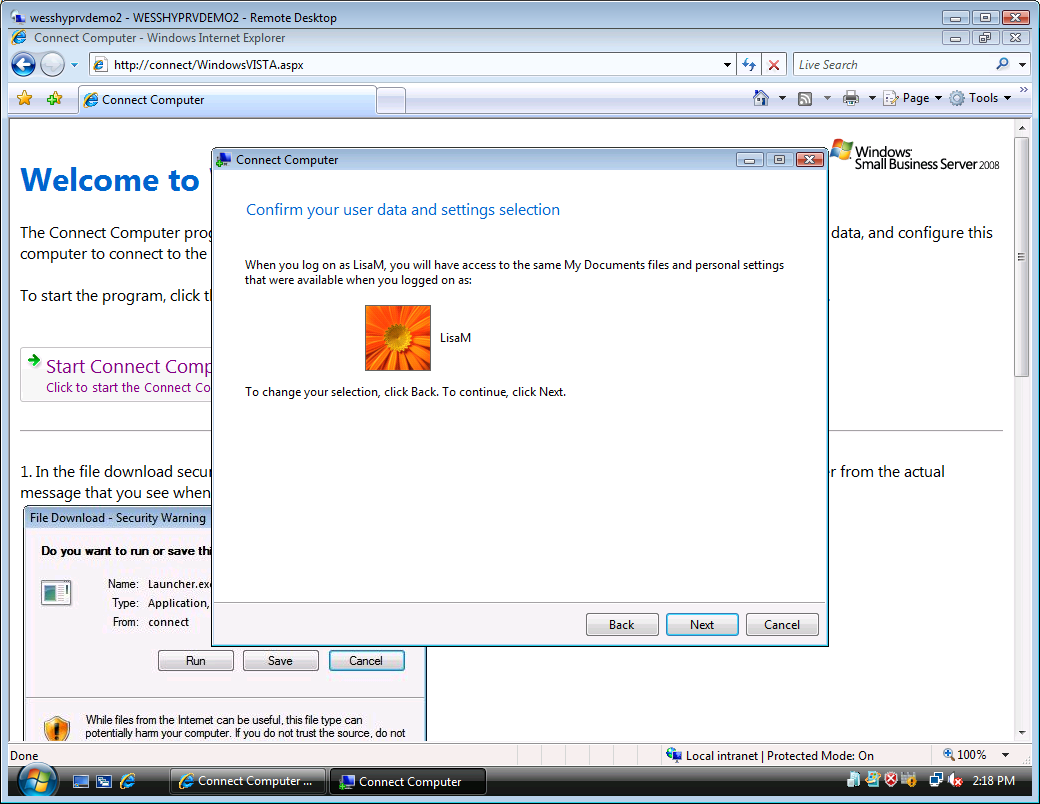 wesshyprvdemo2 - WESSHYPRVDEMO2 - Remote Desktop
Connect Computer - Windows Internet Explorer
http://connect/WindowsVISTA.aspx
Live Search
Connect Computer
Page
Tools
Windows
Small Business Server 2008
Welcome to
The Connect Computer prog
data, and configure this
computer to connect to the
To start the program, click th
Start Connect Comp
Click to start the Connect Co
1. In the file download secur
r from the actual
message that you see when
File Download - Security Warning
Do you want to run or save thi
Name: Launcher.exe
Type: Application,
From: connect
Run
Save
Cancel
While files from the Internet can be useful, this file type can
potentially harm your computer. If you do not trust the source, do not
Connect Computer
Confirm your user data and settings selection
When you log on as LisaM, you will have access to the same My Documents files and personal settings
that were available when you logged on as:
LisaM
To change your selection, click Back. To continue, click Next.
Back
Next
Cancel
Done
Local intranet | Protected Mode: On
100%
Connect Computer ...
Connect Computer
2:18 PM